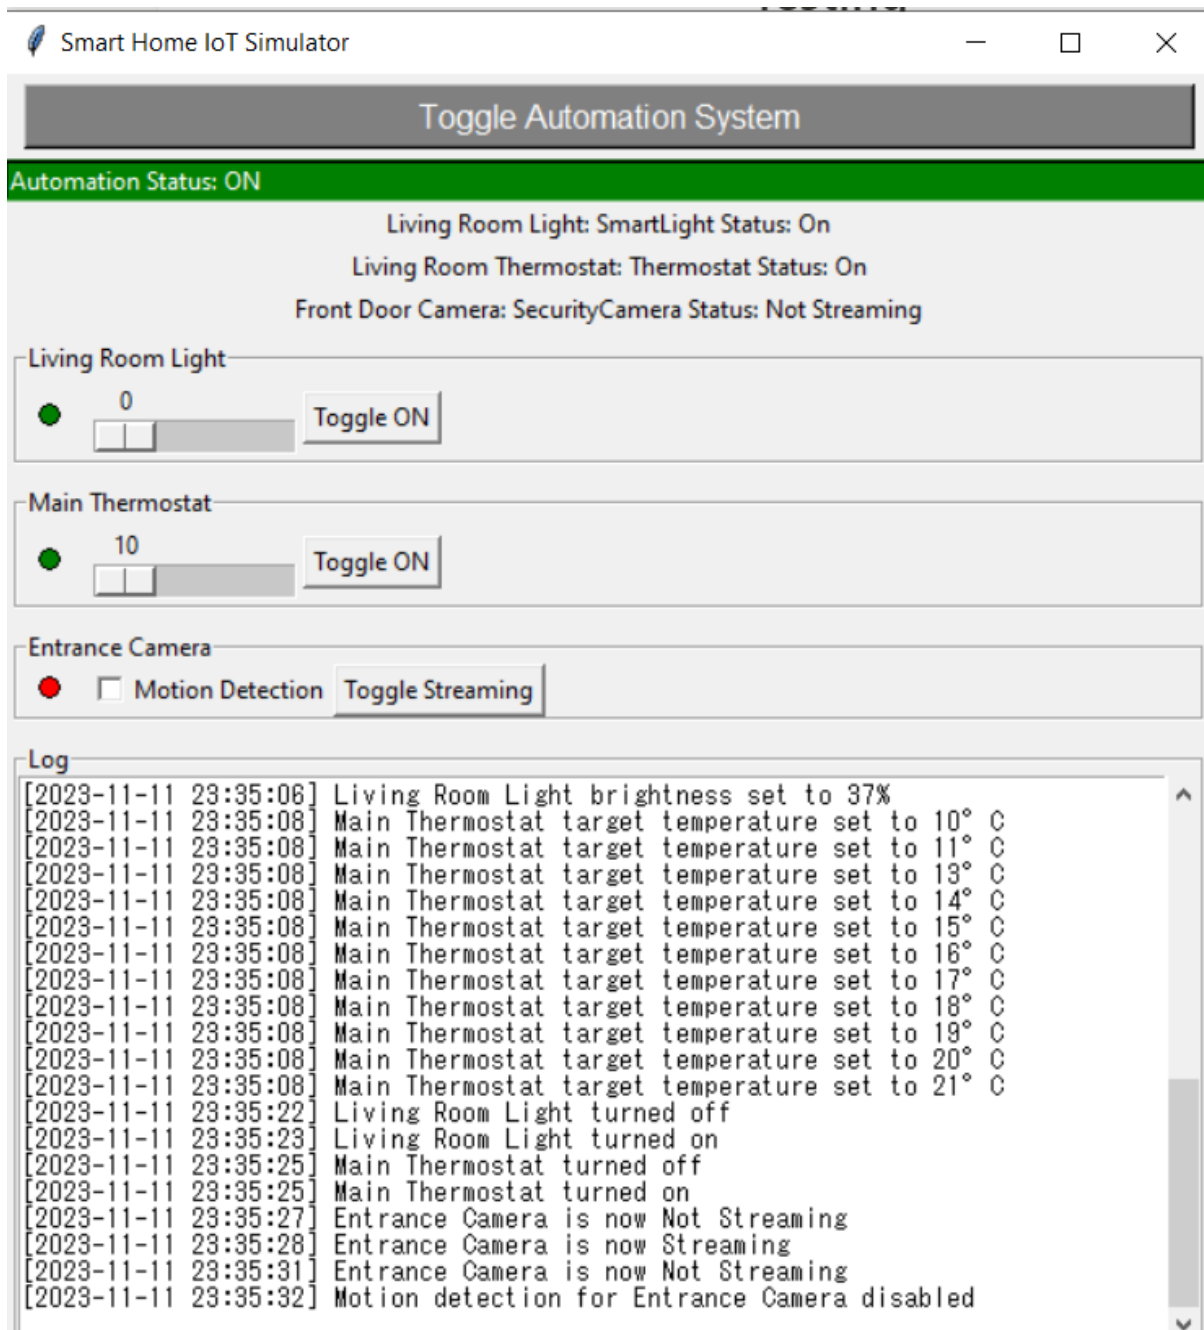 Smart Home IoT Simulator
Toggle Automation System
Automation Status: ON
Living Room Light: SmartLight Status: On
Living Room Thermostat: Thermostat Status: On
Front Door Camera: SecurityCamera Status: Not Streaming
Living Room Light
0
Toggle ON
Main Thermostat
10
Toggle ON
Entrance Camera
Motion Detection Toggle Streaming
Log
[2023-11-11 23:35:06] Living Room Light brightness set to 37%
[2023-11-11 23:35:08] Main Thermostat target temperature set to 10° C
[2023-11-11 23:35:08] Main Thermostat target temperature set to 11° C
[2023-11-11 23:35:08] Main Thermostat target temperature set to 13° C
[2023-11-11 23:35:08] Main Thermostat target temperature set to 14° C
[2023-11-11 23:35:08] Main Thermostat target temperature set to 15° C
[2023-11-11 23:35:08] Main Thermostat target temperature set to 16° C
[2023-11-11 23:35:08] Main Thermostat target temperature set to 17° C
[2023-11-11 23:35:08] Main Thermostat target temperature set to 18° C
[2023-11-11 23:35:08] Main Thermostat target temperature set to 19° C
[2023-11-11 23:35:08] Main Thermostat target temperature set to 20° C
[2023-11-11 23:35:08] Main Thermostat target temperature set to 21° C
[2023-11-11 23:35:22] Living Room Light turned off
[2023-11-11 23:35:23] Living Room Light turned on
[2023-11-11 23:35:25] Main Thermostat turned off
[2023-11-11 23:35:25] Main Thermostat turned on
[2023-11-11 23:35:27] Entrance Camera is now Not Streaming
[2023-11-11 23:35:28] Entrance Camera is now Streaming
[2023-11-11 23:35:31] Entrance Camera is now Not Streaming
[2023-11-11 23:35:32] Motion detection for Entrance Camera disabled